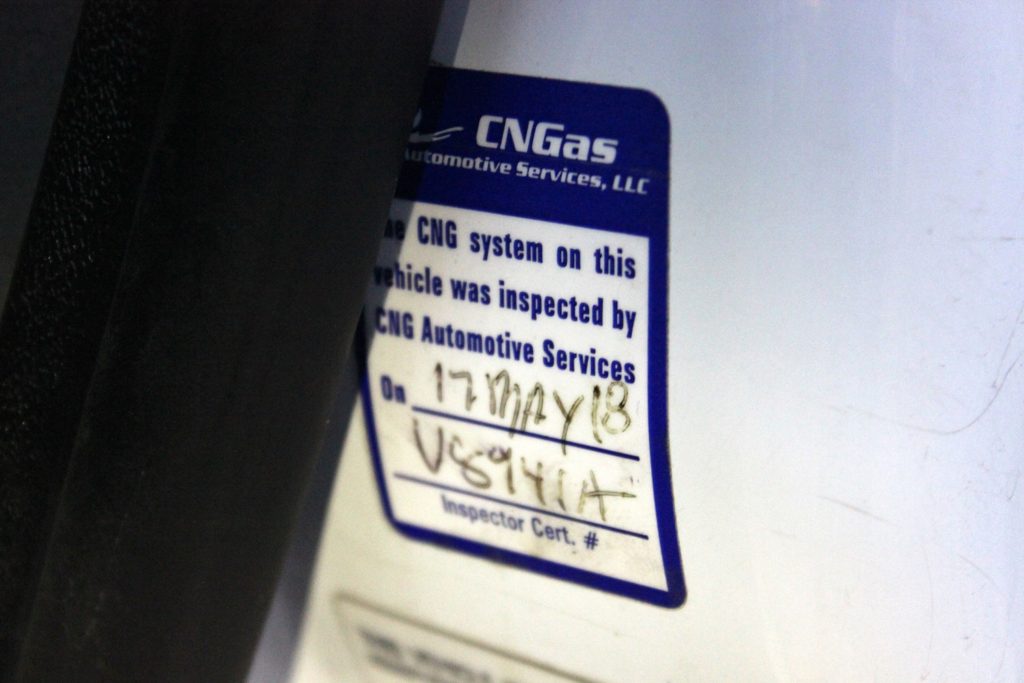 CNGas
Automotive Services, LLC
The CNG system on this
vehicle was inspected by
CNG Automotive Services
On 17 MAY 18
V8941A
Inspector Cert. #